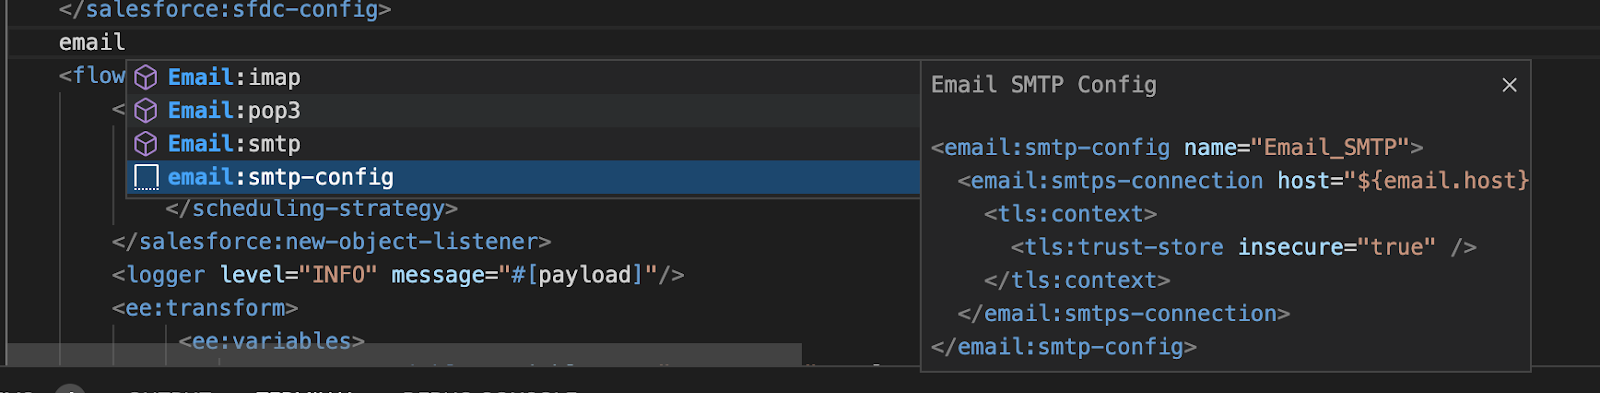 </salesforce:sfdc-config>
email
<flow
Email:imap
<
Email:pop3
Email:smtp
email:smtp-config
</scheduling-strategy>
</salesforce:new-object-listener>
<logger level="INFO" message="#[payload]"/>
<ee:transform>
<ee:variables>
Email SMTP Config
<email:smtp-config name="Email_SMTP">
<email:smtps-connection host="${email.host}
<tls:context>
<tls:trust-store insecure="true" />
</tls:context>
</email:smtps-connection>
</email:smtp-config>